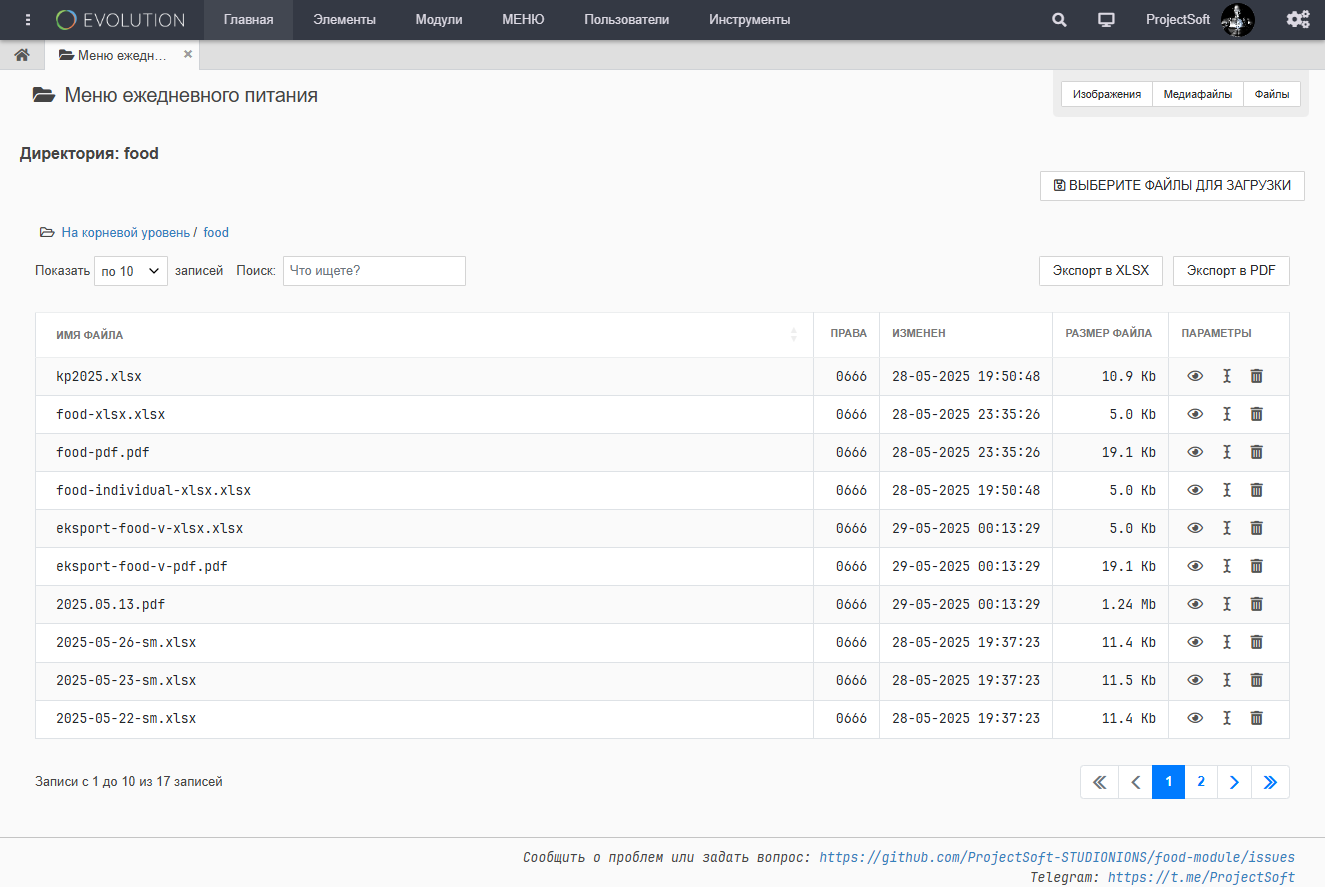 EVOLUTION Главная Элементы Модули МЕНЮ Пользователи Инструменты ProjectSoft
Меню ежедн...
Меню ежедневного питания
Изображения Медиафайлы Файлы
Директория: food
ВЫБЕРИТЕ ФАЙЛЫ ДЛЯ ЗАГРУЗКИ
На корневой уровень / food
Показать по 10 записей Поиск: Что ищете? Экспорт в XLSX Экспорт в PDF
ИМЯ ФАЙЛА ПРАВА ИЗМЕНЕН РАЗМЕР ФАЙЛА ПАРАМЕТРЫ
kp2025.xlsx 0666 28-05-2025 19:50:48 10.9 Kb
food-xlsx.xlsx 0666 28-05-2025 23:35:26 5.0 Kb
food-pdf.pdf 0666 28-05-2025 23:35:26 19.1 Kb
food-individual-xlsx.xlsx 0666 28-05-2025 19:50:48 5.0 Kb
eksport-food-v-xlsx.xlsx 0666 29-05-2025 00:13:29 5.0 Kb
eksport-food-v-pdf.pdf 0666 29-05-2025 00:13:29 19.1 Kb
2025.05.13.pdf 0666 29-05-2025 00:13:29 1.24 Mb
2025-05-26-sm.xlsx 0666 28-05-2025 19:37:23 11.4 Kb
2025-05-23-sm.xlsx 0666 28-05-2025 19:37:23 11.5 Kb
2025-05-22-sm.xlsx 0666 28-05-2025 19:37:23 11.4 Kb
Записи с 1 до 10 из 17 записей 1 2
Сообщить о проблем или задать вопрос: https://github.com/ProjectSoft-STUDIONIONS/food-module/issues
Telegram: https://t.me/ProjectSoft